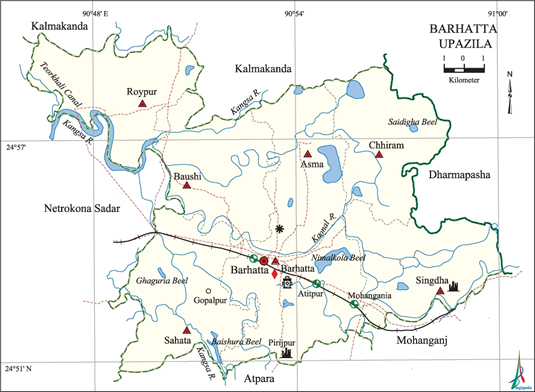 90°48' E
90°54'
91°00'
Kalmakanda
BARHATTA
UPAZILA
1 0 1
Kilometer
N
Kalmakanda
Teorkhali Canal
Roypur
Kangsa R.
Kangsa R.
Saidigha Beel
24°57
Chhiram
Asma
Dharmapasha
Baushi
Netrokona Sadar
Kaonal R.
Nimalkola Beel
Barhatta
Barhatta
Ghaguria Beel
Singdha
Atitpur
Mohangania
Gopalpur
Sahata
Baishura Beel
Pirijpur
Mohanganj
Kangsa R.
24°51' N
Atpara